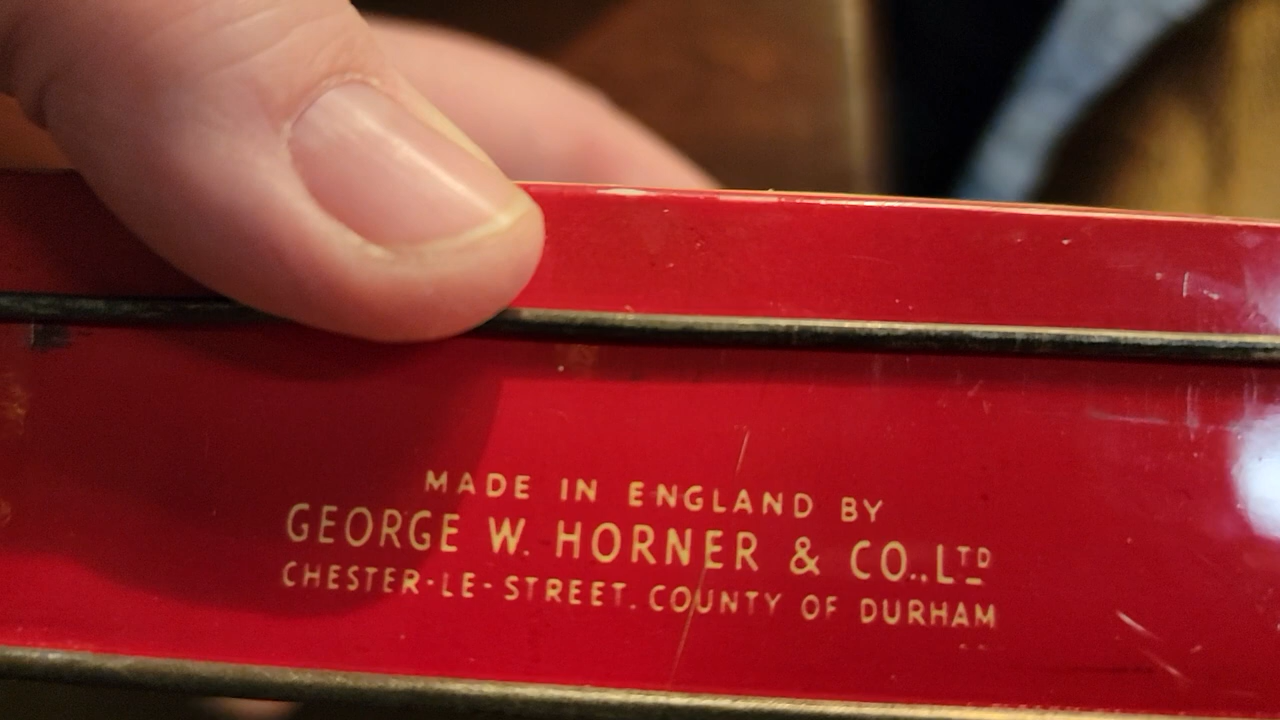 MADE IN ENGLAND BY
GEORGE W. HORNER & CO., LTD
CHESTER-LE-STREET. COUNTY OF DURHAM